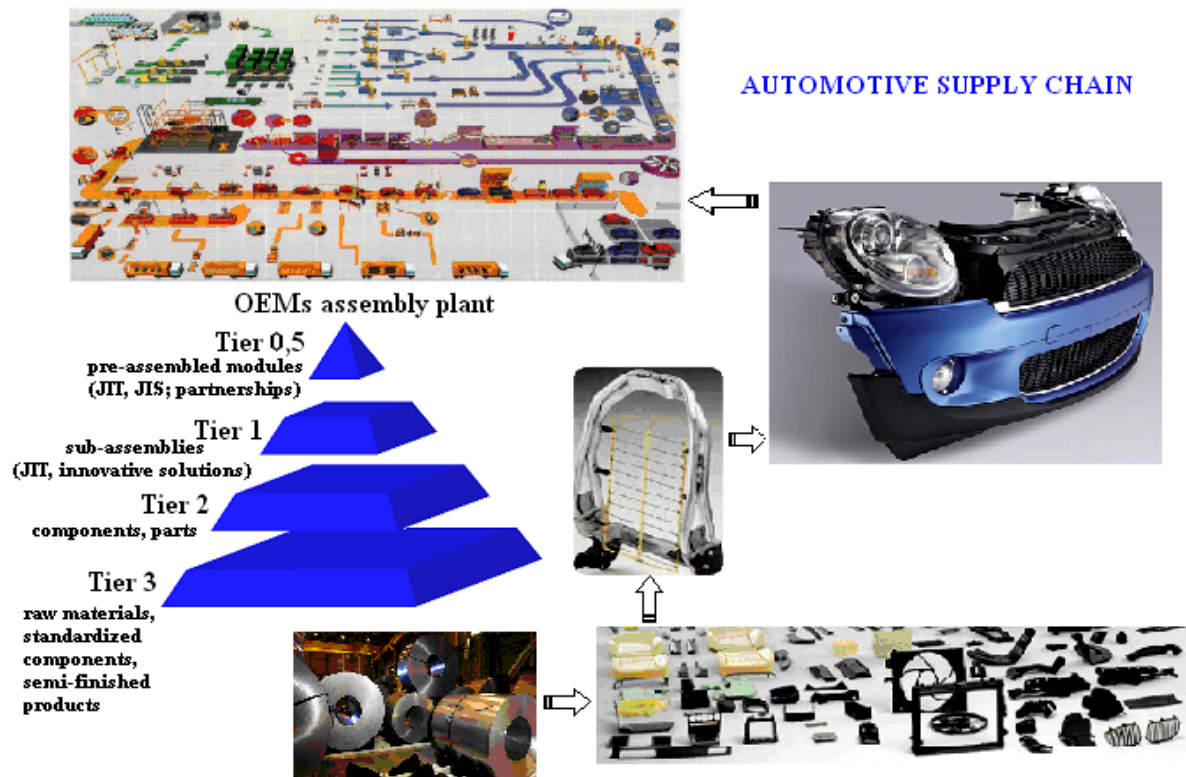 AUTOMOTIVE SUPPLY CHAIN
OEMs assembly plant
Tier 0,5
pre-assembled modules
(JIT, JIS; partnerships)
Tier 1
sub-assemblies
(JIT, innovative solutions)
Tier 2
components, parts
Tier 3
raw materials,
standardized
components,
semi-finished
products